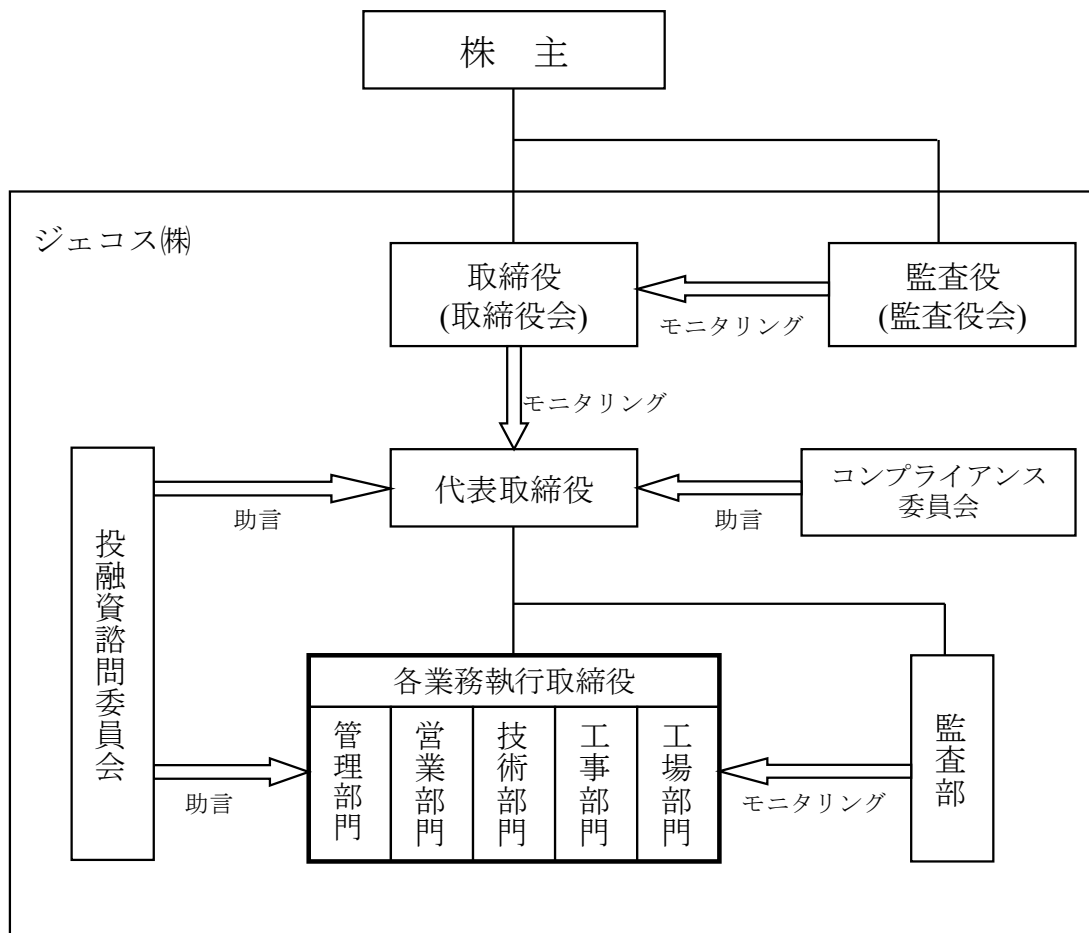 株　主
ジェコス㈱
取締役
(取締役会)
監査役
(監査役会)
モニタリング
モニタリング
代表取締役
コンプライアンス
委員会
助言
助言
投融資諮問委員会
各業務執行取締役
管理部門
営業部門
技術部門
工事部門
工場部門
監査部
助言
モニタリング